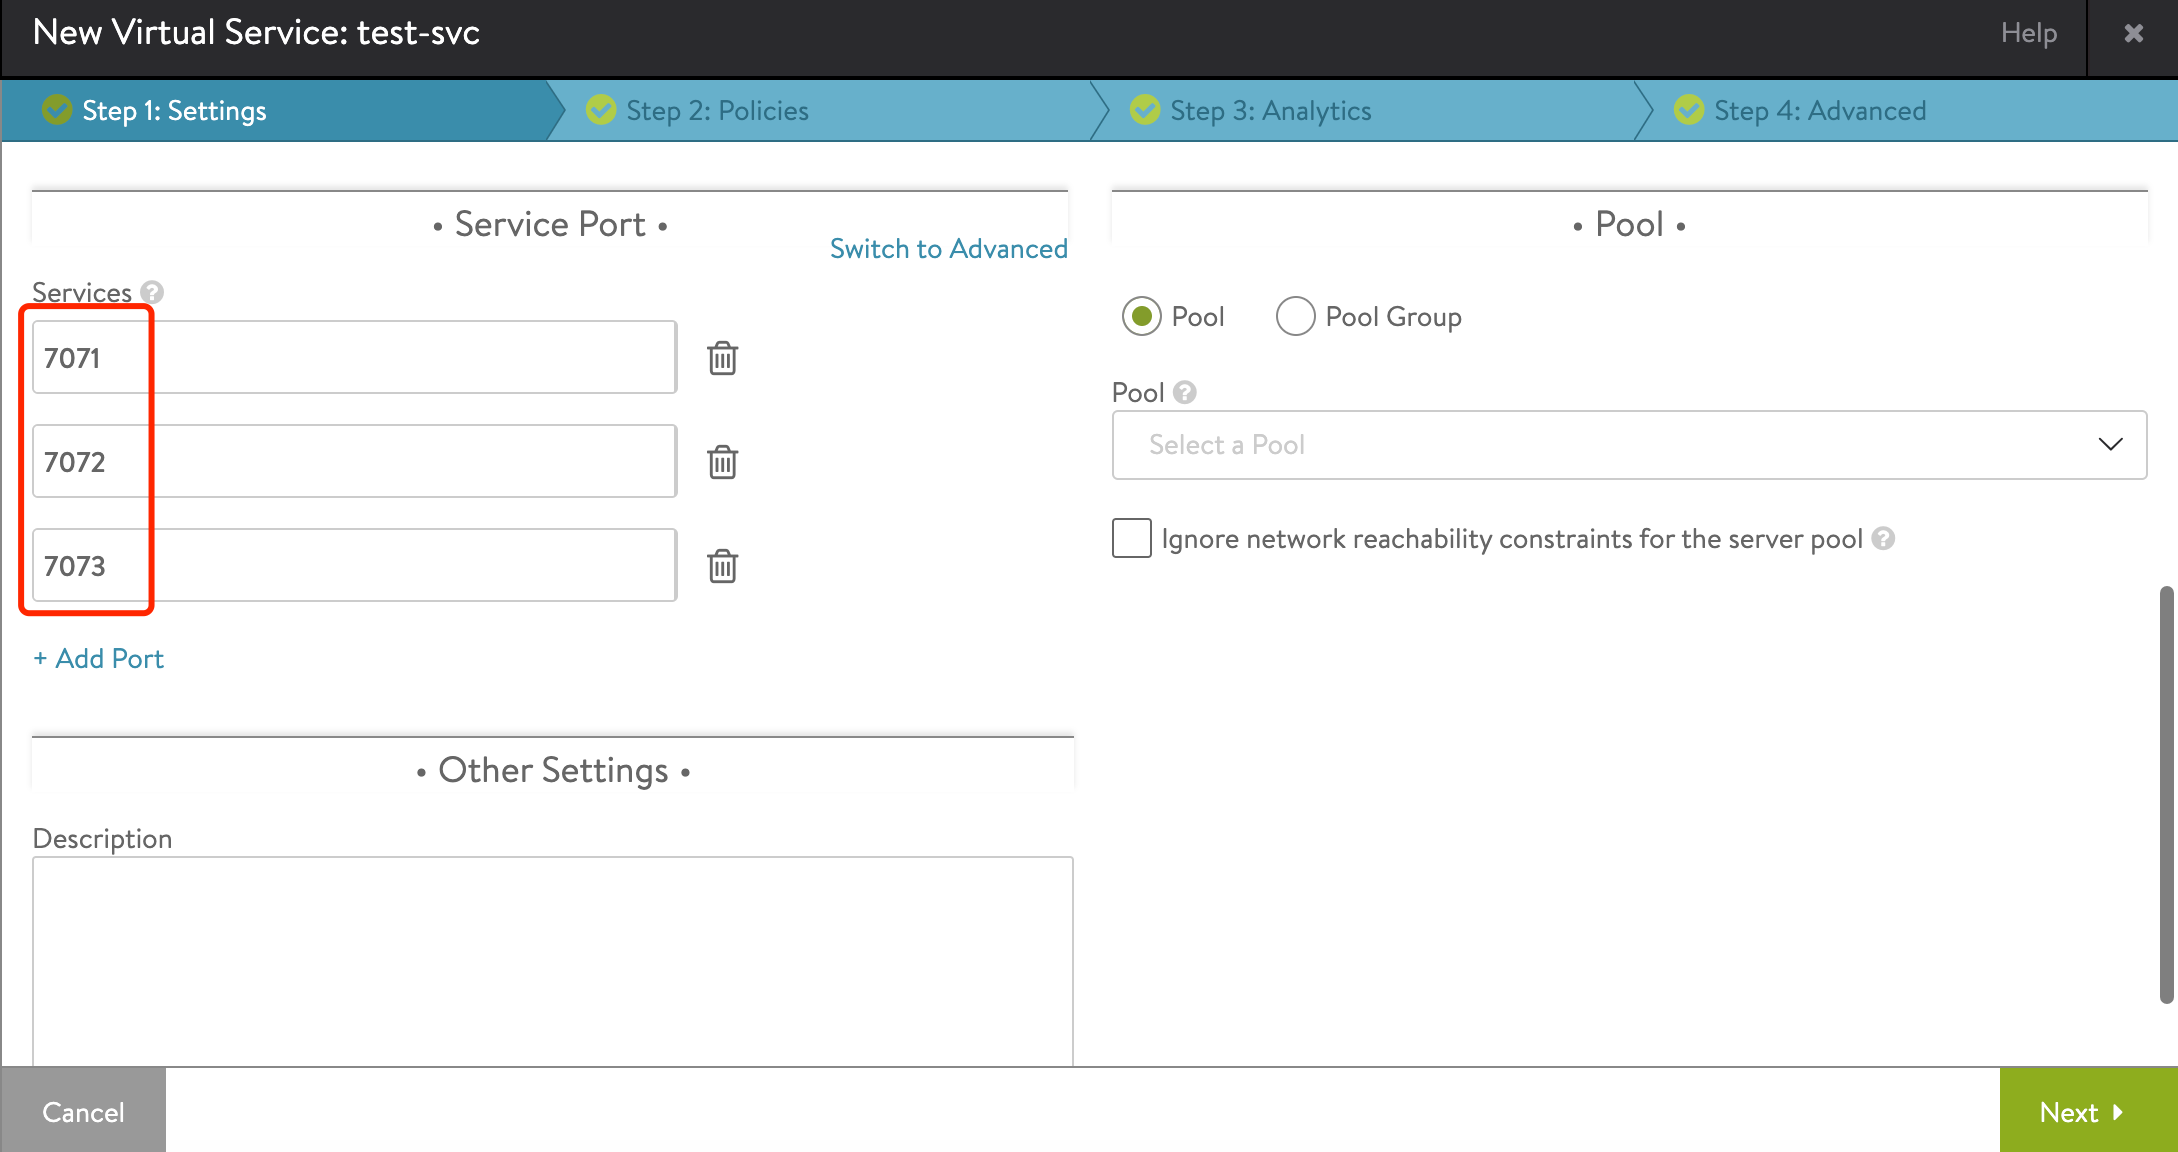 New Virtual Service: test-svc
Help
Step 1: Settings
Step 2: Policies
Step 3: Analytics
Step 4: Advanced
• Service Port •
Switch to Advanced
Services ?
7071
7072
7073
+ Add Port
• Other Settings •
Description
• Pool •
Pool
Pool Group
Pool ?
Select a Pool
Ignore network reachability constraints for the server pool ?
Cancel
Next